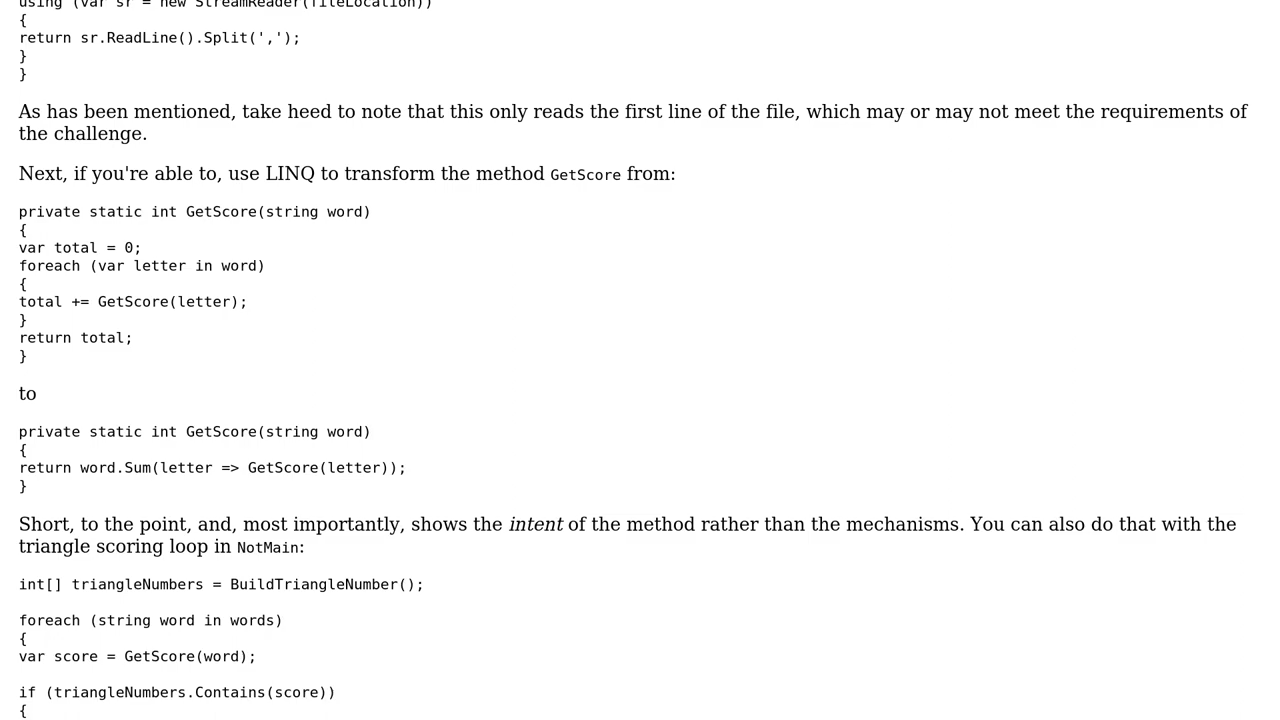 using (var sr = new StreamReader(fileLocation))
{
return sr.ReadLine().Split(',');
}
}
As has been mentioned, take heed to note that this only reads the first line of the file, which may or may not meet the requirements of
the challenge.
Next, if you're able to, use LINQ to transform the method GetScore from:
private static int GetScore(string word)
{
var total = 0;
foreach (var letter in word)
{
total += GetScore(letter);
}
return total;
}
to
private static int GetScore(string word)
{
return word.Sum(letter => GetScore(letter));
}
Short, to the point, and, most importantly, shows the intent of the method rather than the mechanisms. You can also do that with the
triangle scoring loop in NotMain:
int[] triangleNumbers = BuildTriangleNumber();
foreach (string word in words)
{
var score = GetScore(word);
if (triangleNumbers.Contains(score))
{